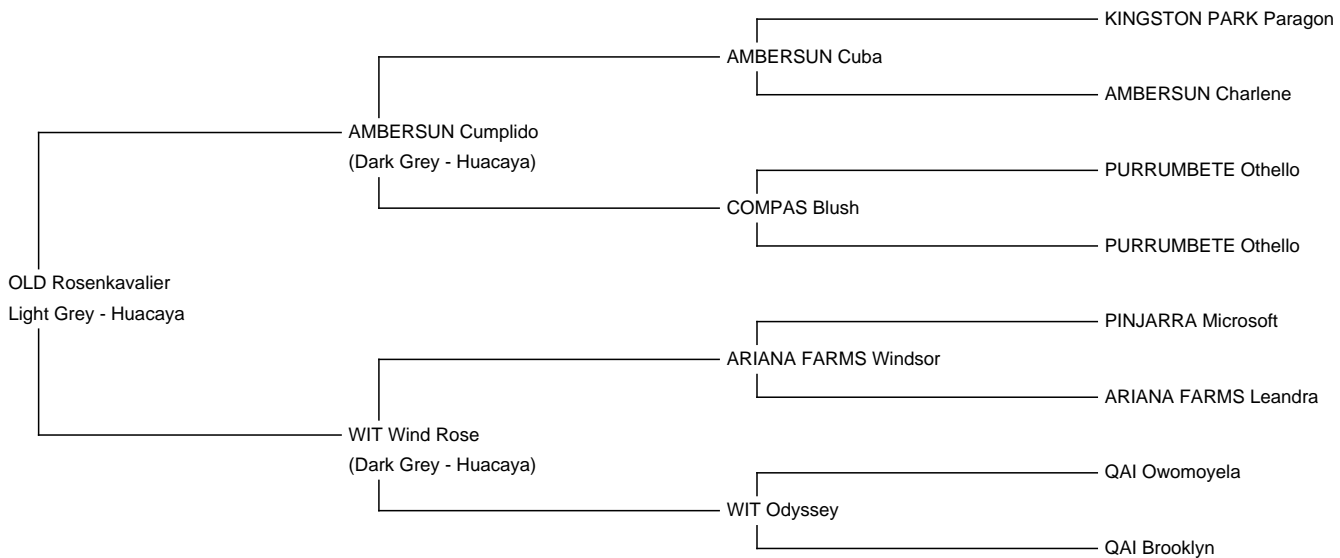 KINGSTON PARK Paragon
AMBERSUN Cuba
AMBERSUN Charlene
AMBERSUN Cumplido
(Dark Grey - Huacaya)
PURRUMBETE Othello
COMPAS Blush
PURRUMBETE Othello
OLD Rosenkavalier
Light Grey - Huacaya
PINJARRA Microsoft
ARIANA FARMS Windsor
ARIANA FARMS Leandra
WIT Wind Rose
(Dark Grey - Huacaya)
QAI Owomoyela
WIT Odyssey
QAI Brooklyn